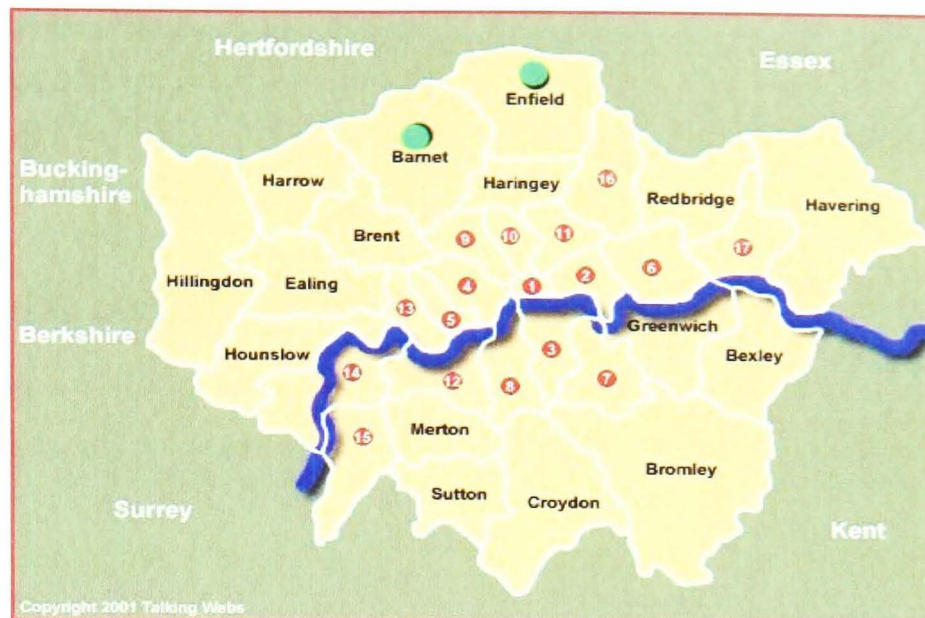 Hertfordshire
Essex
Enfield
Barnet
Bucking-
hamshire
Harrow
Haringey
16
Redbridge
Havering
Brent
9
10
11
17
Hillingdon
Ealing
4
1
2
6
13
5
Berkshire
Hounslow
Greenwich
3
Bexley
14
12
8
7
15
Merton
Bromley
Sutton
Croydon
Surrey
Kent
Copyright 2001 Talking Webs